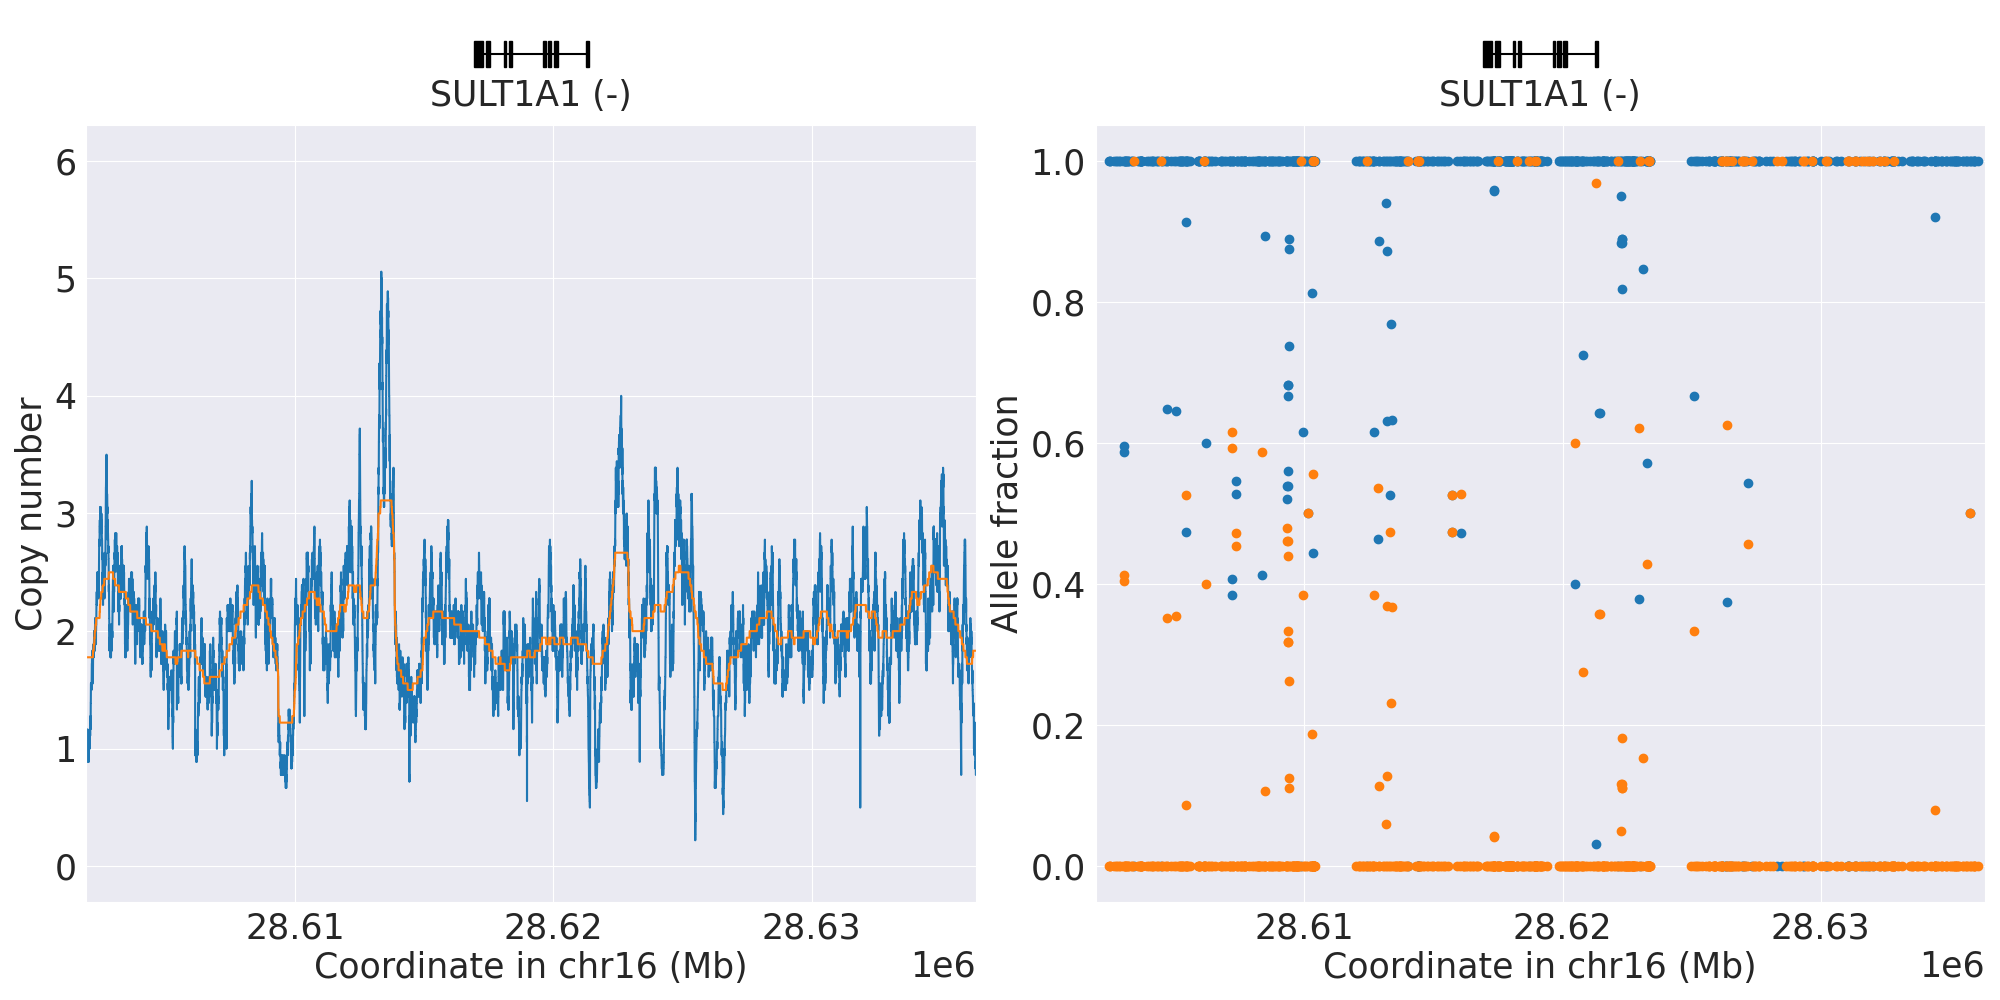 SULT1A1 (-)
6
5
4
3
2
1
0
Copy number
28.61
28.62
28.63
Coordinate in chr16 (Mb)
1e6
SULT1A1 (-)
1.0
0.8
0.6
0.4
0.2
0.0
Allele fraction
28.61
28.62
28.63
Coordinate in chr16 (Mb)
1e6